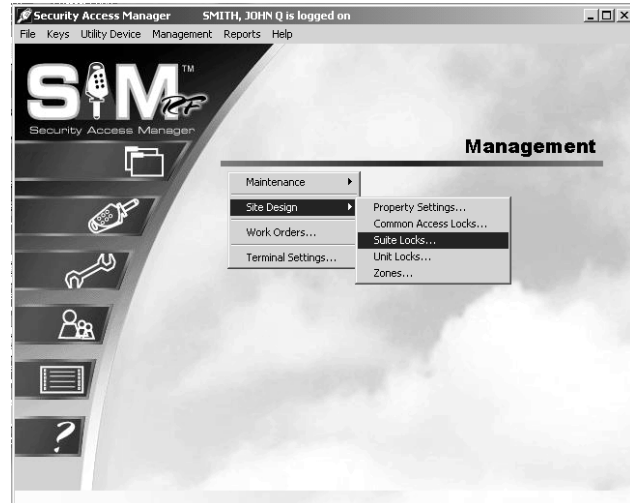 Security Access Manager SMITH, JOHN Q is logged on
File Keys Utility Device Management Reports Help
SAM TM
RF
Security Access Manager
Management
Maintenance
Site Design
Work Orders...
Terminal Settings...
Property Settings...
Common Access Locks...
Suite Locks...
Unit Locks...
Zones...
?